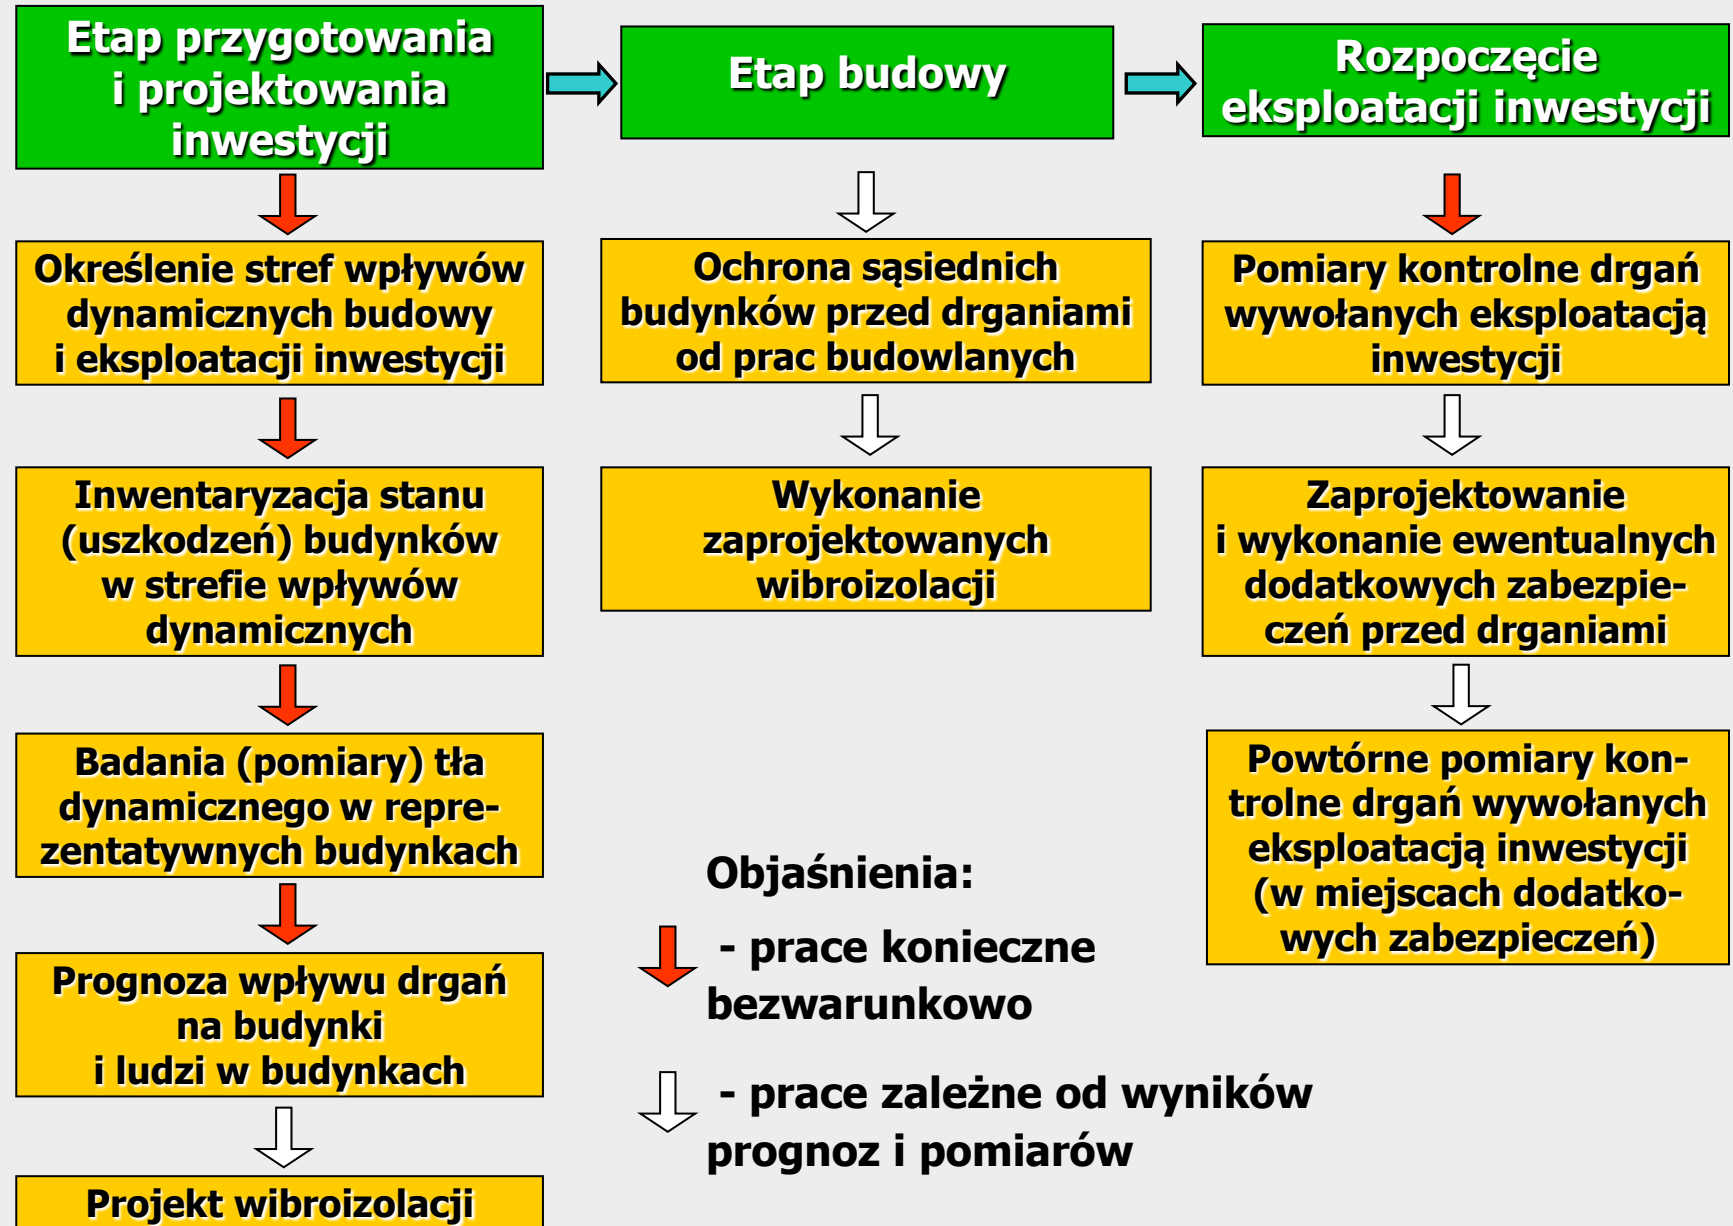 Etap przygotowania
i projektowania
inwestycji
Etap budowy
Rozpoczęcie
eksploatacji inwestycji
Określenie stref wpływów
dynamicznych budowy
i eksploatacji inwestycji
Inwentaryzacja stanu
(uszkodzeń) budynków
w strefie wpływów
dynamicznych
Badania (pomiary) tła
dynamicznego w repre-
zentatywnych budynkach
Prognoza wpływu drgań
na budynki
i ludzi w budynkach
Projekt wibroizolacji
Ochrona sąsiednich
budynków przed drganiami
od prac budowlanych
Wykonanie
zaprojektowanych
wibroizolacji
Pomiary kontrolne drgań
wywołanych eksploatacją
inwestycji
Zaprojektowanie
i wykonanie ewentualnych
dodatkowych zabezpie-
czeń przed drganiami
Powtórne pomiary kon-
trolne drgań wywołanych
eksploatacją inwestycji
(w miejscach dodatko-
wych zabezpieczeń)
Objaśnienia:
- prace konieczne
bezwarunkowo
- prace zależne od wyników
prognoz i pomiarów